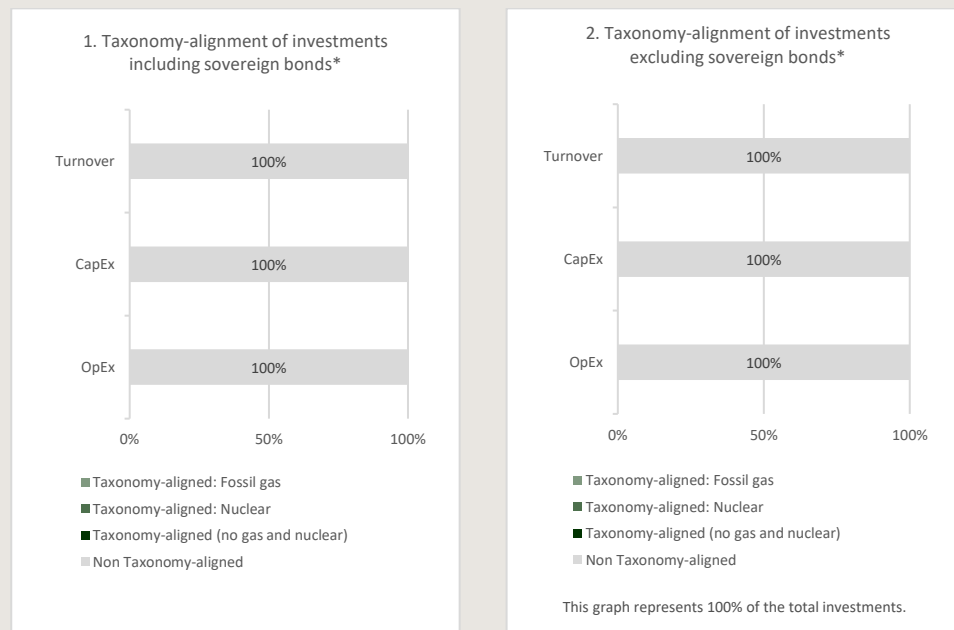 1. Taxonomy-alignment of investments
including sovereign bonds*
Turnover
100%
CapEx
100%
OpEx
100%
0%
50%
100%
Taxonomy-aligned: Fossil gas
Taxonomy-aligned: Nuclear
Taxonomy-aligned (no gas and nuclear)
Non Taxonomy-aligned
2. Taxonomy-alignment of investments
excluding sovereign bonds*
Turnover
100%
CapEx
100%
OpEx
100%
0%
50%
100%
Taxonomy-aligned: Fossil gas
Taxonomy-aligned: Nuclear
Taxonomy-aligned (no gas and nuclear)
Non Taxonomy-aligned
This graph represents 100% of the total investments.